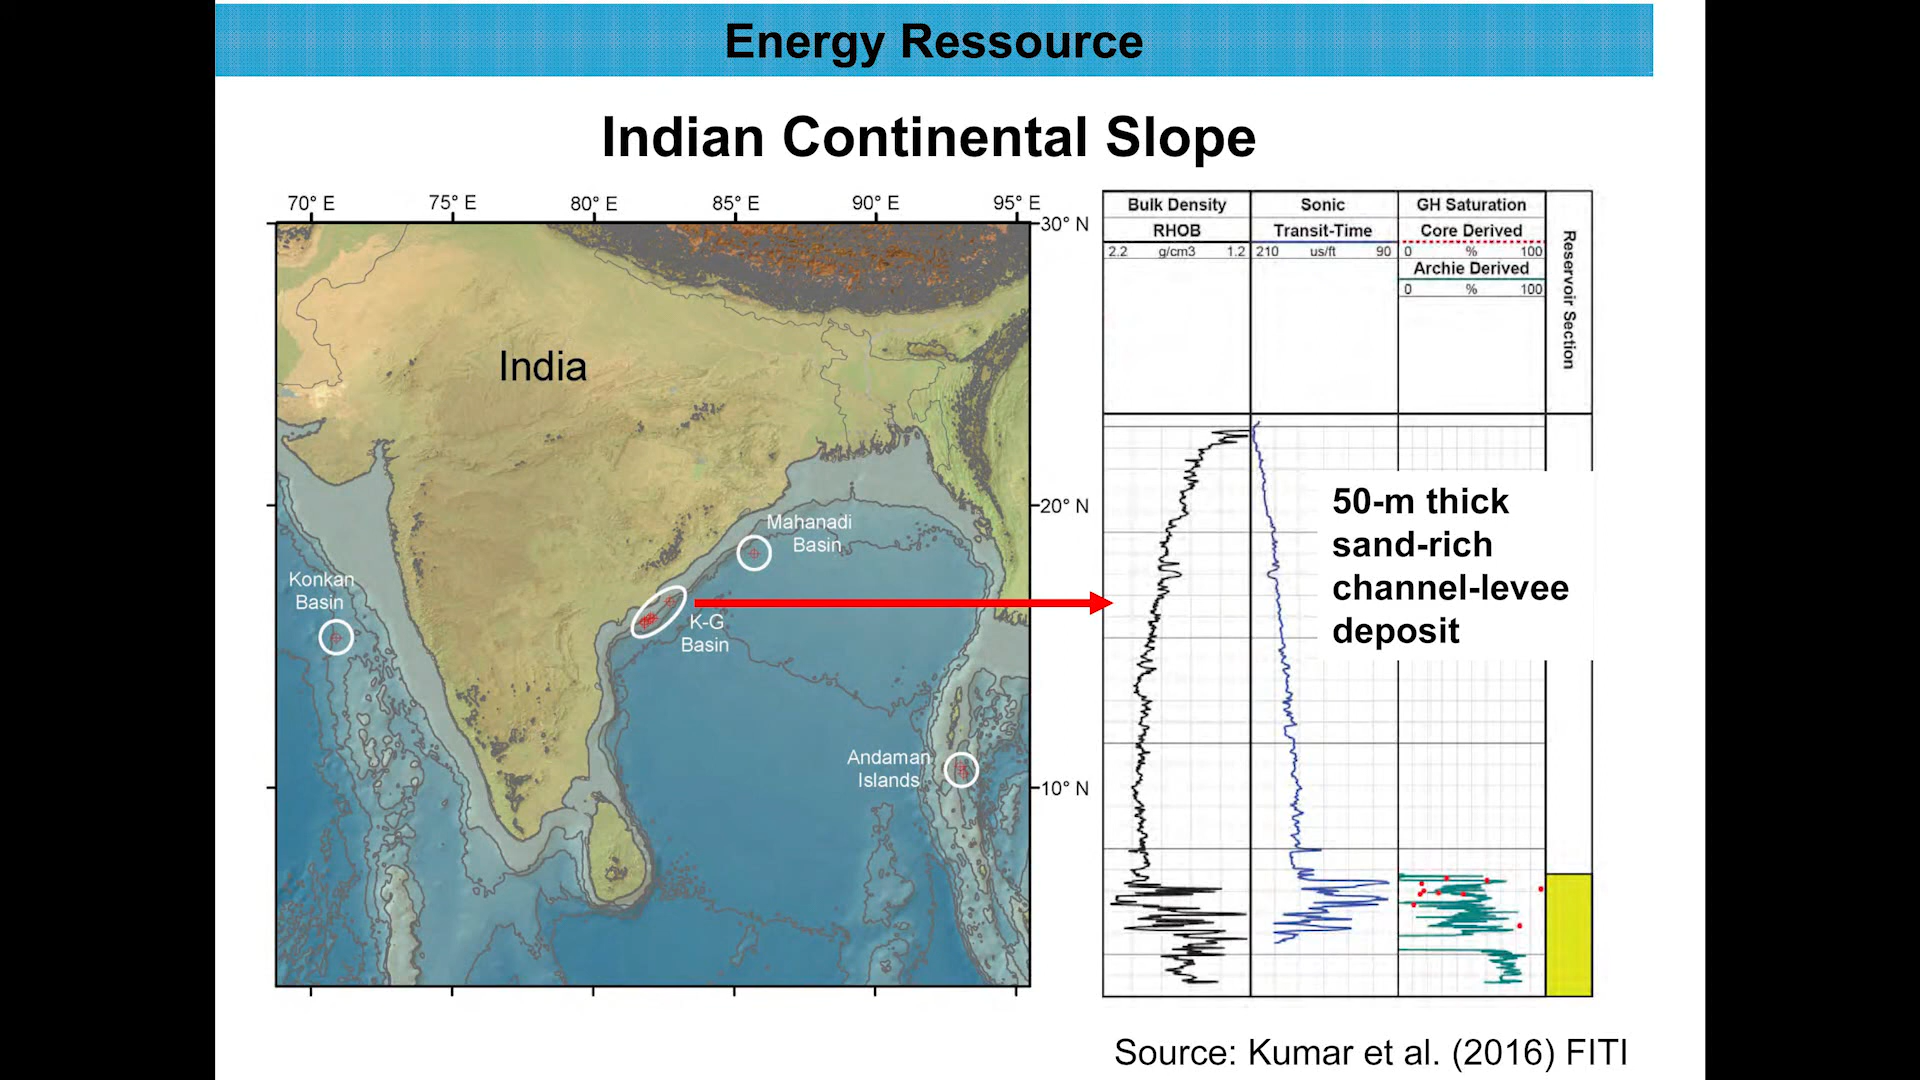 Energy Ressource
Indian Continental Slope
70° E 75° E 80° E 85° E 90° E 95° E
30° N
20° N
10° N
India
Mahanadi
Basin
Konkan
Basin
K-G
Basin
Andaman
Islands
Bulk Density
RHOB
2.2 g/cm3 1.2
Sonic
Transit-Time
210 us/ft 90
GH Saturation
Core Derived
0 % 100
Archie Derived
0 % 100
Reservoir Section
50-m thick
sand-rich
channel-levee
deposit
Source: Kumar et al. (2016) FITI